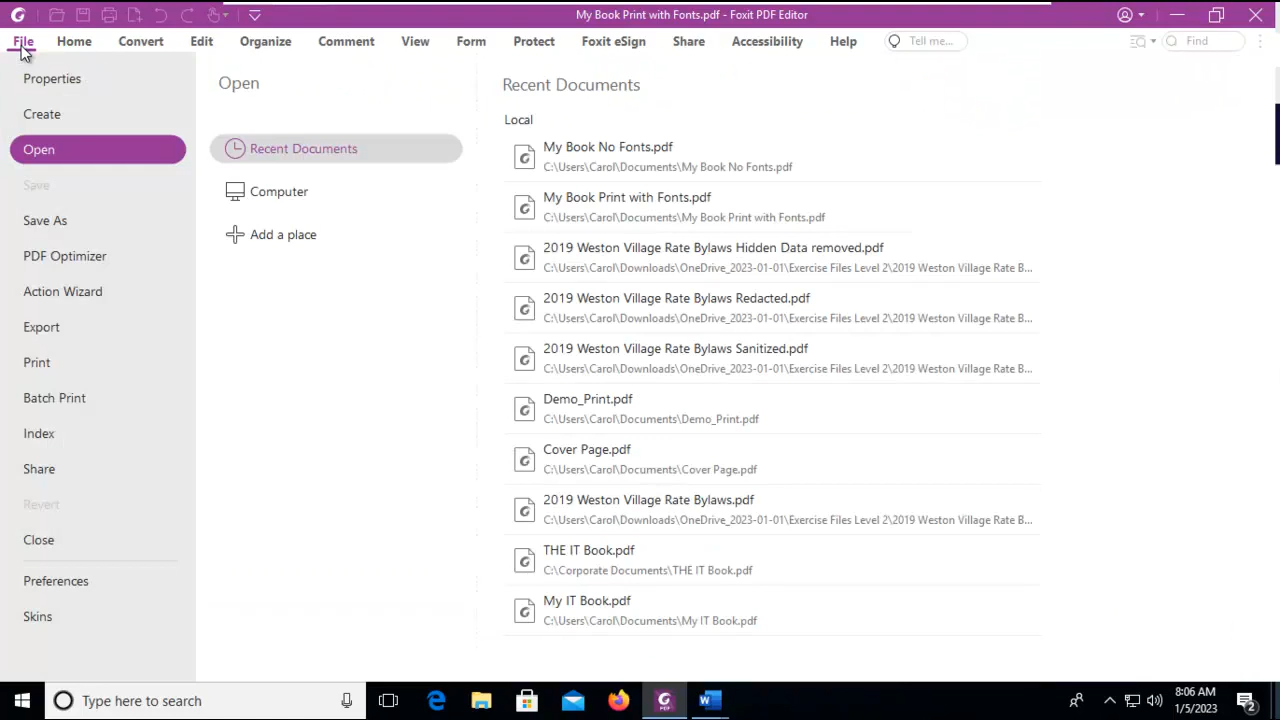 My Book Print with Fonts.pdf - Foxit PDF Editor
File Home Convert Edit Organize Comment View Form Protect Foxit eSign Share Accessibility Help Tell me... Find
Properties
Create
Open
Save
Save As
PDF Optimizer
Action Wizard
Export
Print
Batch Print
Index
Share
Revert
Close
Preferences
Skins
Open
Recent Documents
Computer
Add a place
Recent Documents
Local
My Book No Fonts.pdf
C:\Users\Carol\Documents\My Book No Fonts.pdf
My Book Print with Fonts.pdf
C:\Users\Carol\Documents\My Book Print with Fonts.pdf
2019 Weston Village Rate Bylaws Hidden Data removed.pdf
C:\Users\Carol\Downloads\OneDrive_2023-01-01\Exercise Files Level 2\2019 Weston Village Rate B...
2019 Weston Village Rate Bylaws Redacted.pdf
C:\Users\Carol\Downloads\OneDrive_2023-01-01\Exercise Files Level 2\2019 Weston Village Rate B...
2019 Weston Village Rate Bylaws Sanitized.pdf
C:\Users\Carol\Downloads\OneDrive_2023-01-01\Exercise Files Level 2\2019 Weston Village Rate B...
Demo_Print.pdf
C:\Users\Carol\Documents\Demo_Print.pdf
Cover Page.pdf
C:\Users\Carol\Documents\Cover Page.pdf
2019 Weston Village Rate Bylaws.pdf
C:\Users\Carol\Downloads\OneDrive_2023-01-01\Exercise Files Level 2\2019 Weston Village Rate B...
THE IT Book.pdf
C:\Corporate Documents\THE IT Book.pdf
My IT Book.pdf
C:\Users\Carol\Documents\My IT Book.pdf
Type here to search
8:06 AM
1/5/2023
2